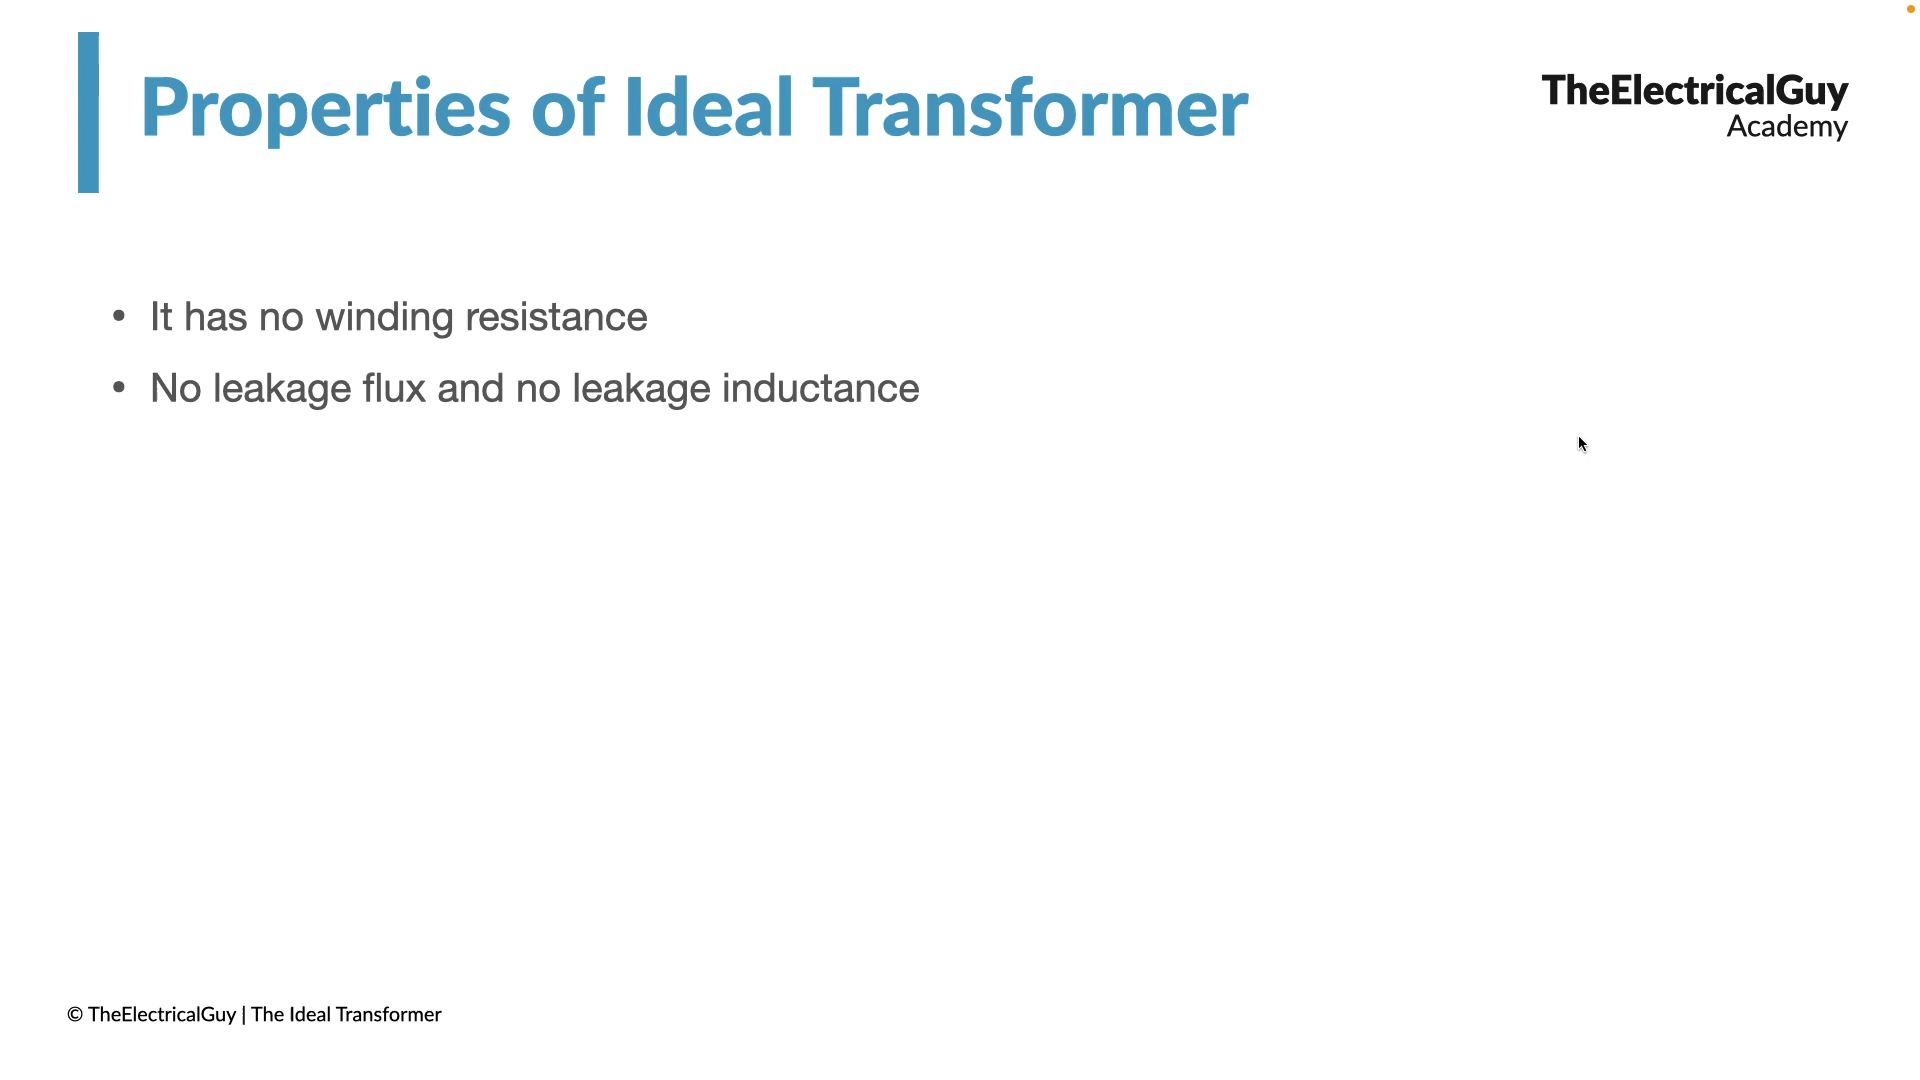 Properties of Ideal Transformer
TheElectricalGuy
Academy
• It has no winding resistance
• No leakage flux and no leakage inductance
© TheElectricalGuy | The Ideal Transformer